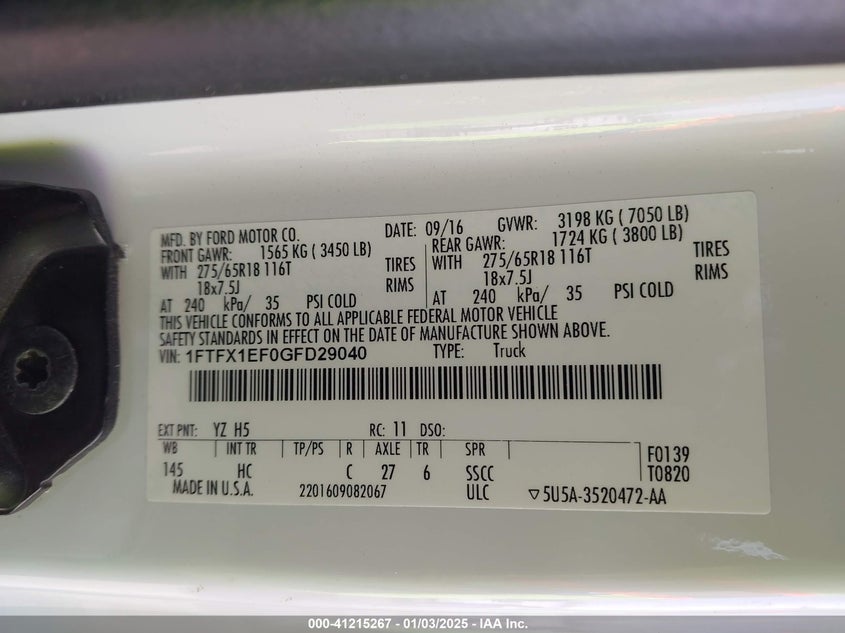 MFD. BY FORD MOTOR CO. DATE: 09/16 GVWR: 3198 KG ( 7050 LB)
FRONT GAWR: 1565 KG ( 3450 LB) REAR GAWR: 1724 KG ( 3800 LB)
WITH 275/65R18 116T TIRES WITH 275/65R18 116T TIRES
18x7.5J RIMS 18x7.5J RIMS
AT 240 kPa/ 35 PSI COLD AT 240 kPa/ 35 PSI COLD
THIS VEHICLE CONFORMS TO ALL APPLICABLE FEDERAL MOTOR VEHICLE
SAFETY STANDARDS IN EFFECT ON THE DATE OF MANUFACTURE SHOWN ABOVE.
VIN: 1FTFX1EF0GFD29040 TYPE: Truck
EXT PNT: YZ H5 RC: 11 DSO:
WB INT TR TP/PS R AXLE TR SPR F0139
145 HC C 27 6 SSCC T0820
MADE IN U.S.A. 2201609082067 ULC ▽5U5A-3520472-AA
000-41215267 - 01/03/2025 - © IAA Inc.